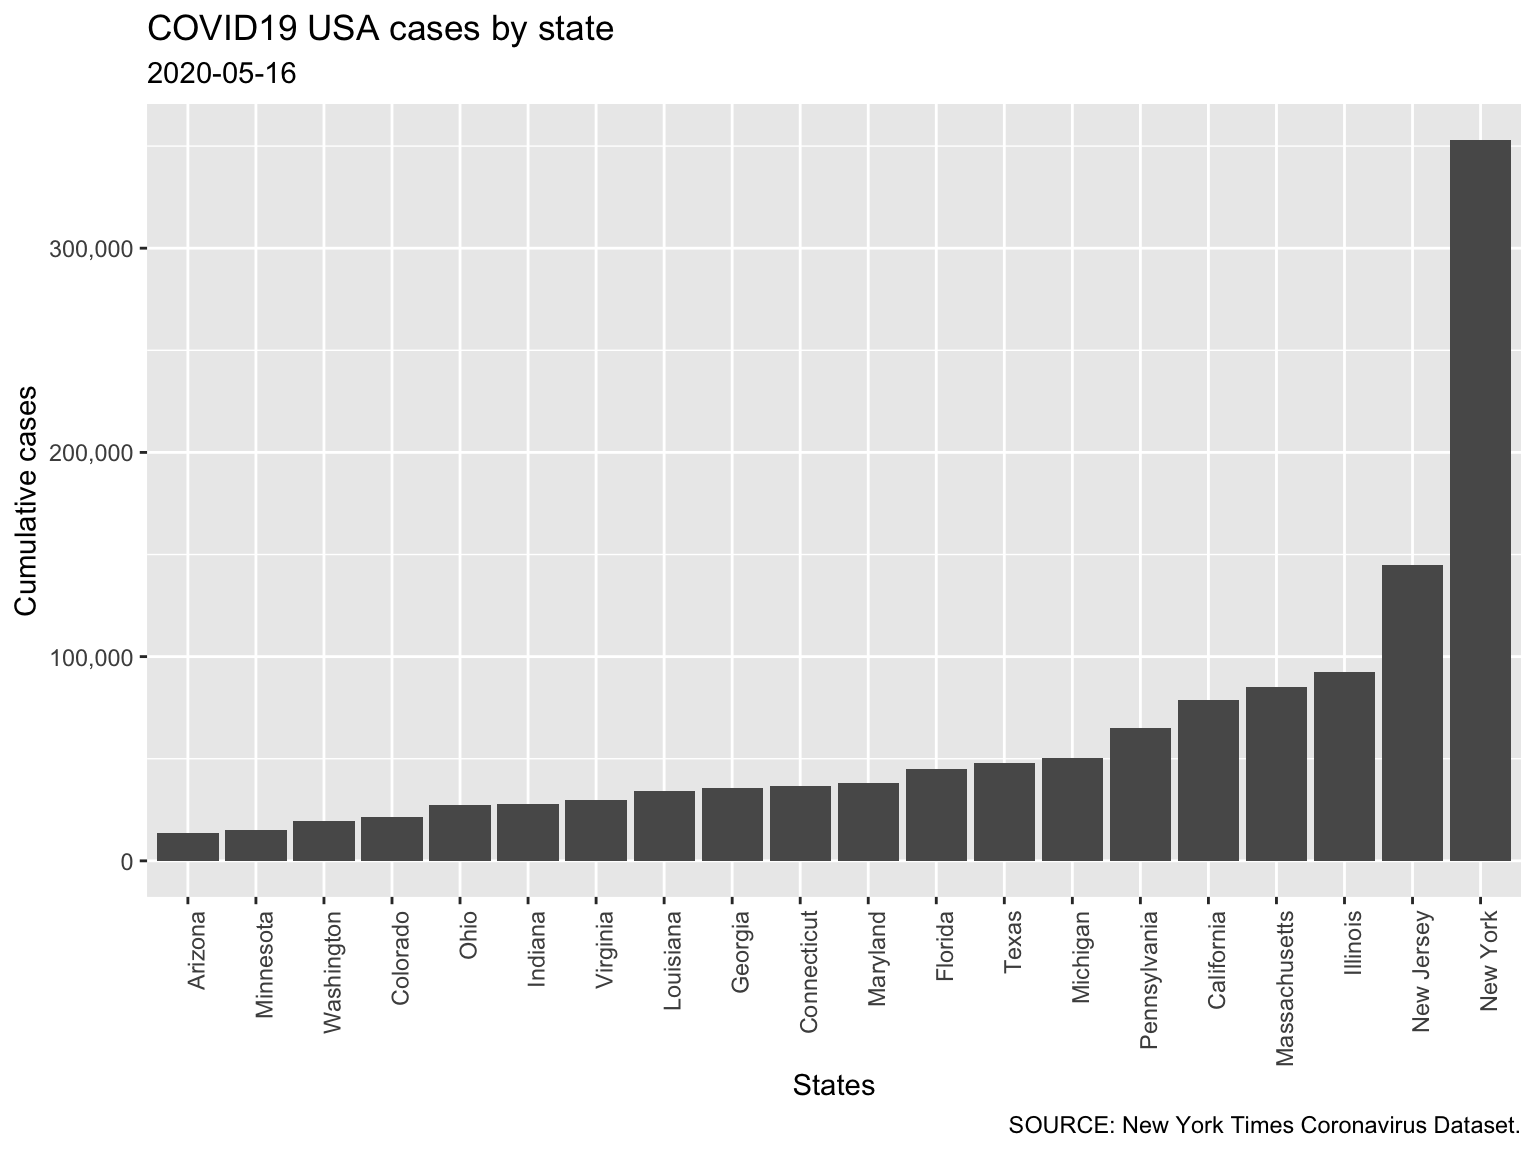 COVID19 USA cases by state
2020-05-16
Cumulative cases
300,000
200,000
100,000
0
Arizona
Minnesota
Washington
Colorado
Ohio
Indiana
Virginia
Louisiana
Georgia
Connecticut
Maryland
Florida
Texas
Michigan
Pennsylvania
California
Massachusetts
Illinois
New Jersey
New York
States
SOURCE: New York Times Coronavirus Dataset.